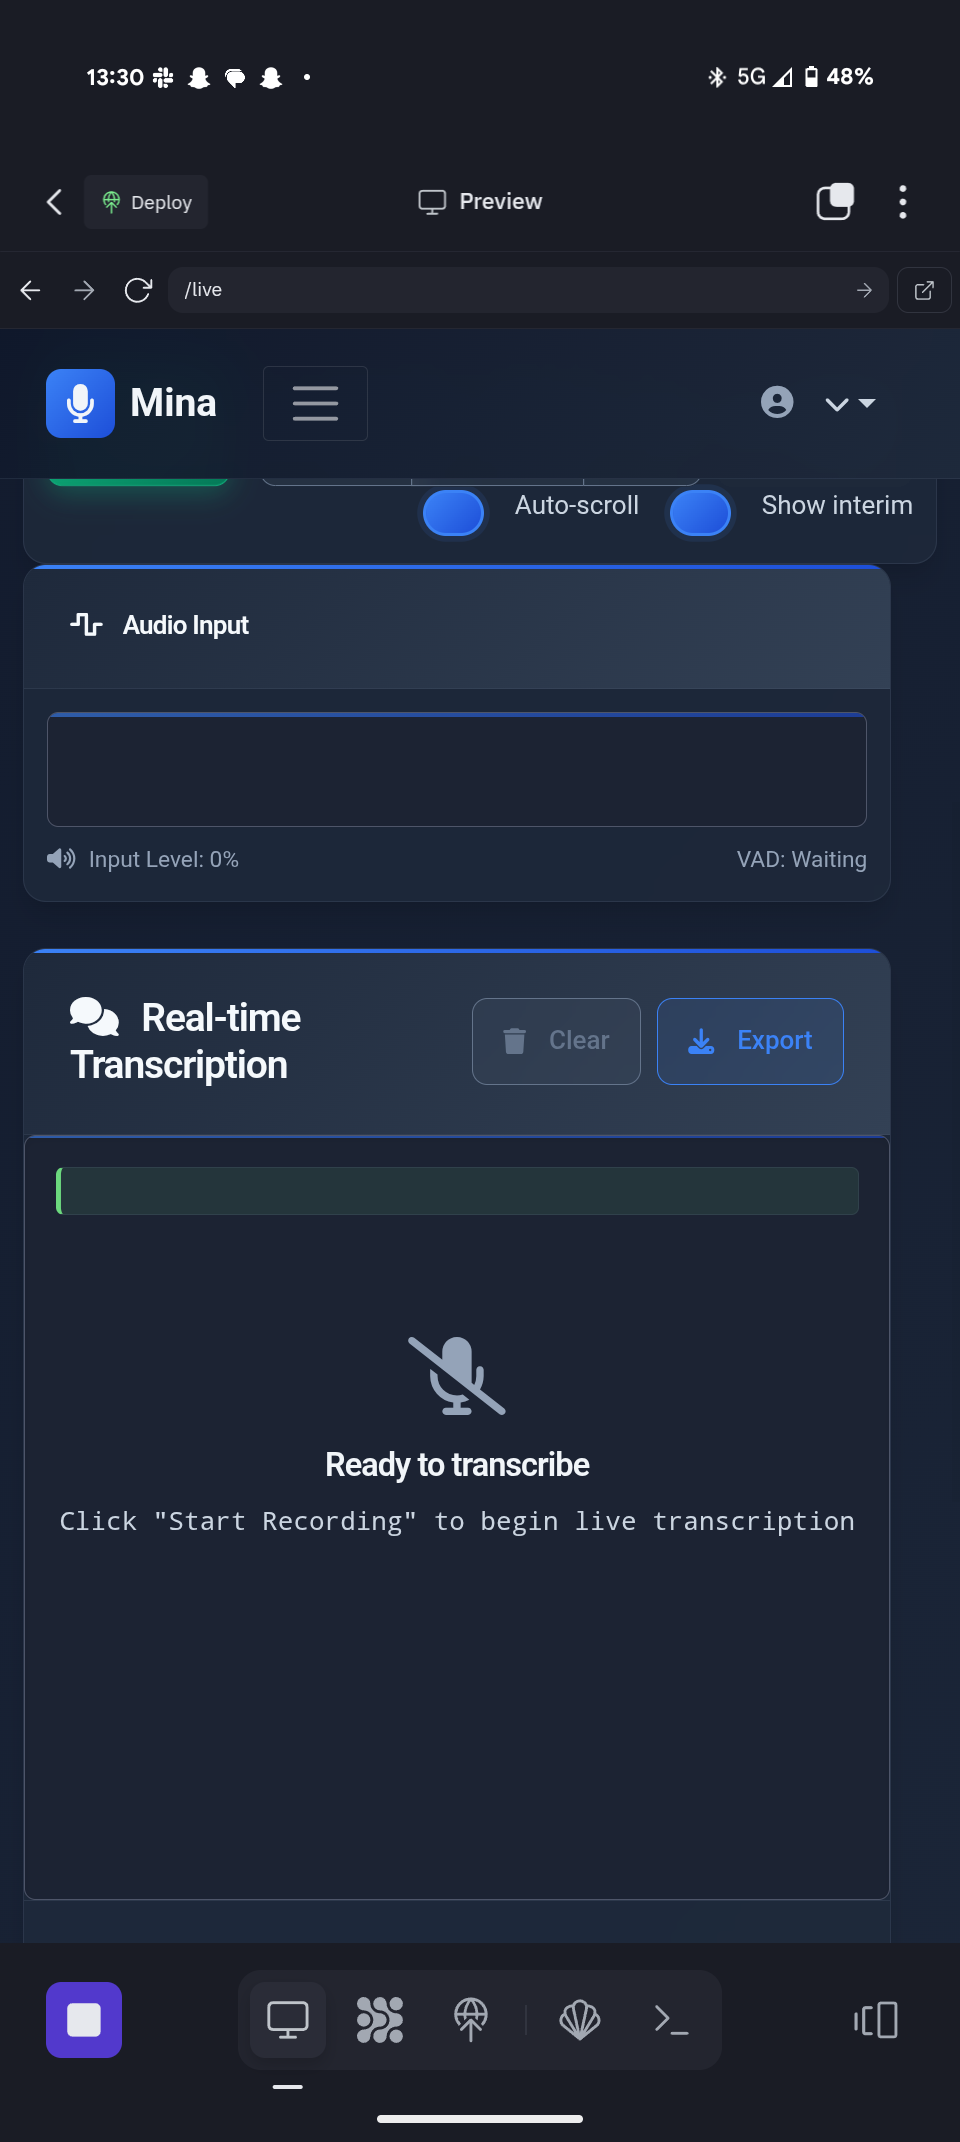 13:30
5G
48%
Deploy
Preview
/live
Mina
Auto-scroll
Show interim
Audio Input
Input Level: 0%
VAD: Waiting
Real-time
Transcription
Clear
Export
Ready to transcribe
Click "Start Recording" to begin live transcription